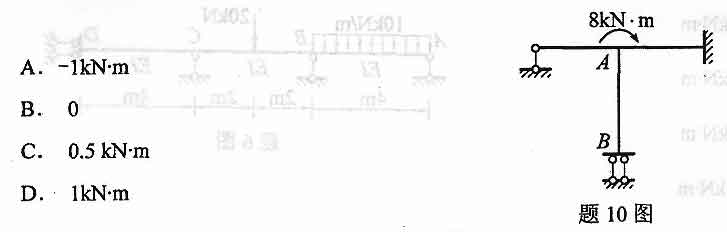 A. -1kN·m
B. 0
C. 0.5 kN·m
D. 1kN·m
8kN·m
A
B
题 10 图